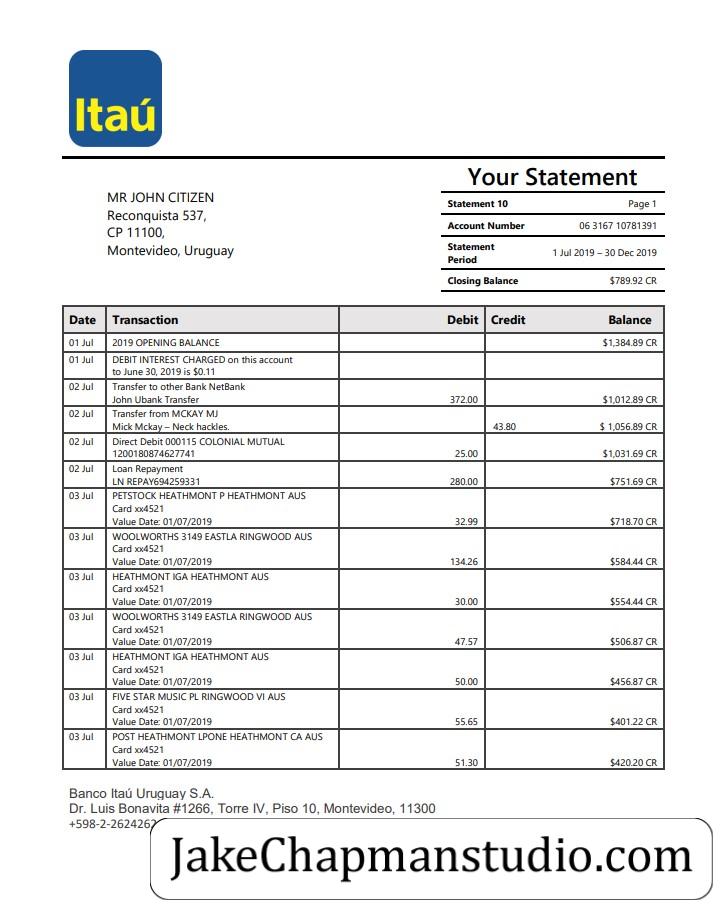 Itaú
Your Statement
MR JOHN CITIZEN
Reconquista 537,
CP 11100,
Montevideo, Uruguay
Statement 10 Page 1
Account Number 06 3167 10781391
Statement Period 1 Jul 2019 – 30 Dec 2019
Closing Balance $789.92 CR
Date Transaction Debit Credit Balance
01 Jul 2019 OPENING BALANCE $1,384.89 CR
01 Jul DEBIT INTEREST CHARGED on this account
to June 30, 2019 is $0.11
02 Jul Transfer to other Bank NetBank
John Ubank Transfer 372.00 $1,012.89 CR
02 Jul Transfer from MCKAY MJ
Mick Mckay – Neck hackles. 43.80 $ 1,056.89 CR
02 Jul Direct Debit 000115 COLONIAL MUTUAL
1200180874627741 25.00 $1,031.69 CR
02 Jul Loan Repayment
LN REPAY694259331 280.00 $751.69 CR
03 Jul PETSTOCK HEATHMONT P HEATHMONT AUS
Card xx4521
Value Date: 01/07/2019 32.99 $718.70 CR
03 Jul WOOLWORTHS 3149 EASTLA RINGWOOD AUS
Card xx4521
Value Date: 01/07/2019 134.26 $584.44 CR
03 Jul HEATHMONT IGA HEATHMONT AUS
Card xx4521
Value Date: 01/07/2019 30.00 $554.44 CR
03 Jul WOOLWORTHS 3149 EASTLA RINGWOOD AUS
Card xx4521
Value Date: 01/07/2019 47.57 $506.87 CR
03 Jul HEATHMONT IGA HEATHMONT AUS
Card xx4521
Value Date: 01/07/2019 50.00 $456.87 CR
03 Jul FIVE STAR MUSIC PL RINGWOOD VI AUS
Card xx4521
Value Date: 01/07/2019 55.65 $401.22 CR
03 Jul POST HEATHMONT LPONE HEATHMONT CA AUS
Card xx4521
Value Date: 01/07/2019 51.30 $420.20 CR
Banco Itaú Uruguay S.A.
Dr. Luis Bonavita #1266, Torre IV, Piso 10, Montevideo, 11300
+598-2-262426
JakeChapmanstudio.com